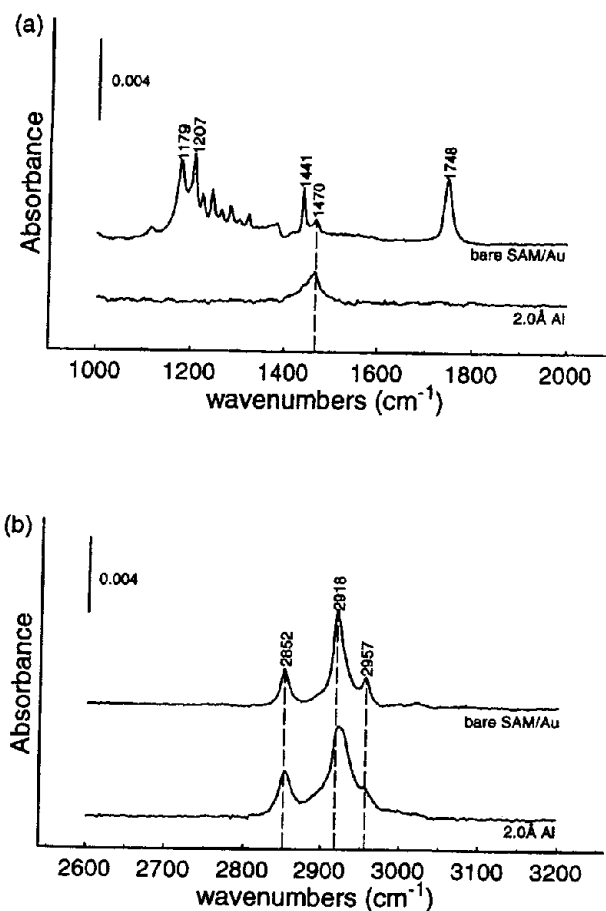 (a)
0.004
Absorbance
1179
1207
1441
1470
1748
bare SAM/Au
2.0Å Al
1000 1200 1400 1600 1800 2000
wavenumbers (cm⁻¹)
(b)
0.004
Absorbance
2852
2918
2957
bare SAM/Au
2.0Å Al
2600 2700 2800 2900 3000 3100 3200
wavenumbers (cm⁻¹)